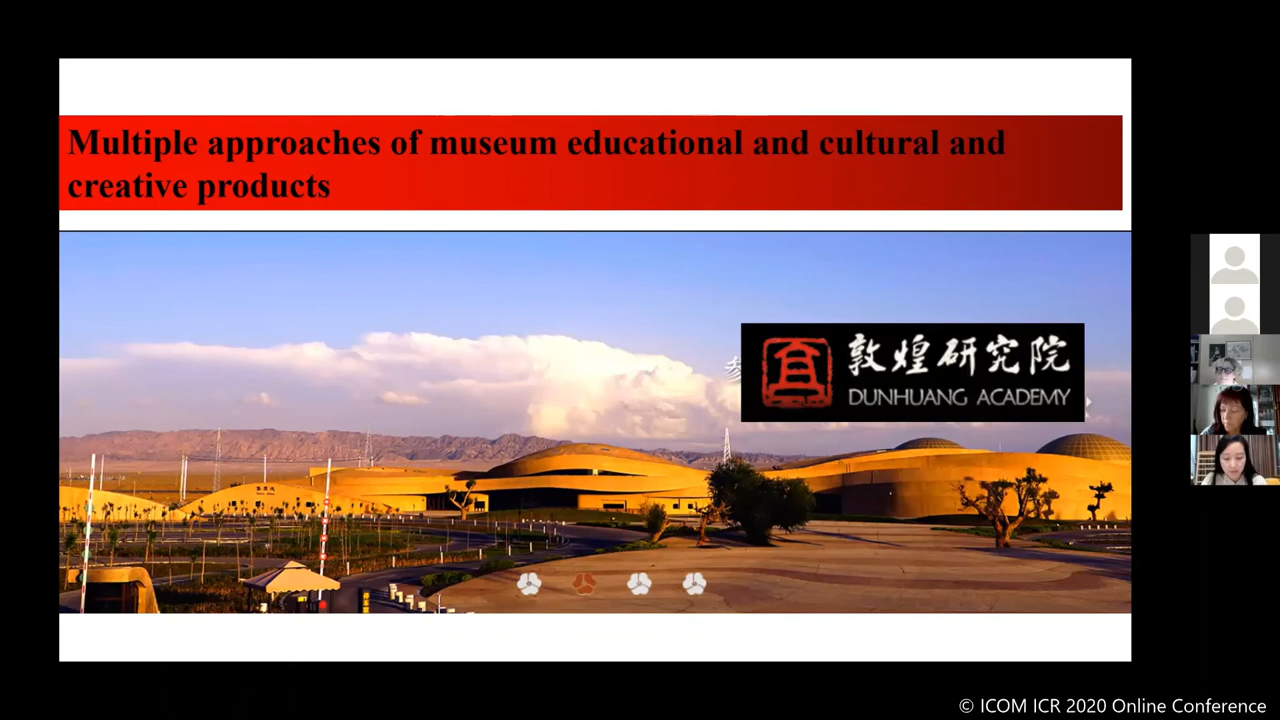 Multiple approaches of museum educational and cultural and
creative products
敦煌研究院
DUNHUANG ACADEMY
© ICOM ICR 2020 Online Conference